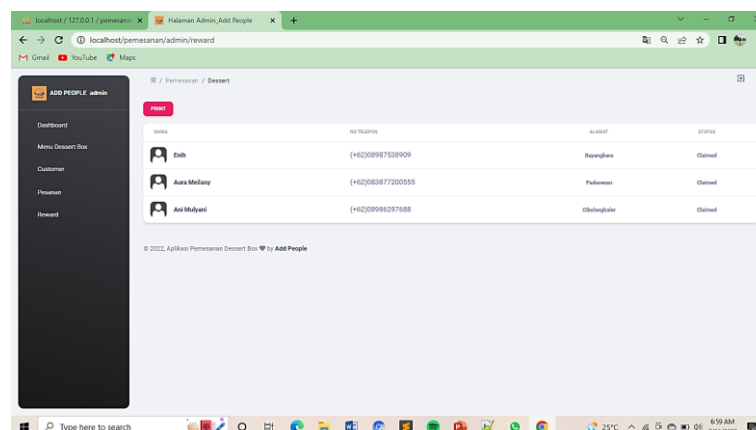 localhost / 127.0.0.1 / pemesana
Halaman Admin_Add People
localhost/pemesanan/admin/reward
Gmail YouTube Maps
ADD PEOPLE admin
/ Pemesanan / Dessert
PRINT
Dashboard
Menu Dessert Box
Customer
Pesanan
Reward
NAMA NO TELEPON ALAMAT STATUS
Enih (+62)08987538909 Bayangkara Claimed
Aura Meilany (+62)083877200555 Padurenan Claimed
Ani Mulyani (+62)08986297688 Cibolangkaler Claimed
© 2022, Aplikasi Pemesanan Dessert Box by Add People
Type here to search
25°C
6:59 AM